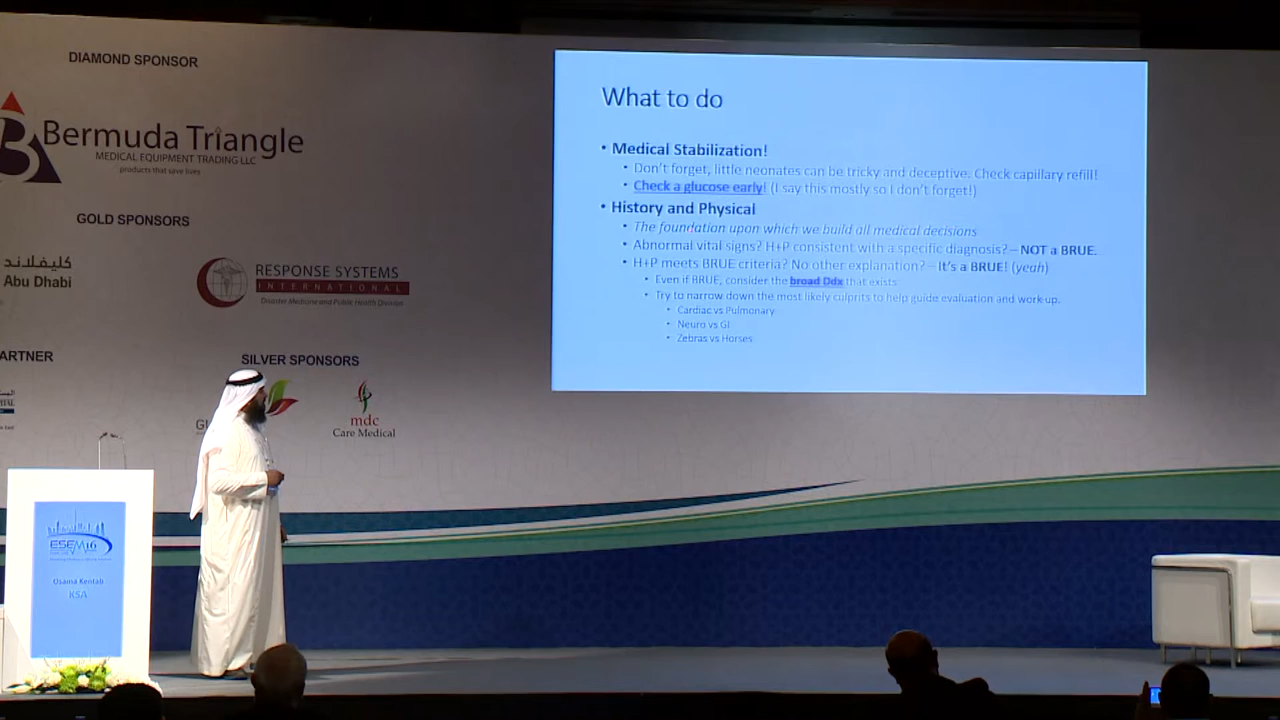 DIAMOND SPONSOR
B
Bermuda Triangle
MEDICAL EQUIPMENT TRADING LLC
products that save lives
GOLD SPONSORS
كليفلاند
Abu Dhabi
RESPONSE SYSTEMS
INTERNATIONAL
Disaster Medicine and Public Health Division
ARTNER
SILVER SPONSORS
mdc
Care Medical
ESEM16
Osama Kentab
KSA
What to do
• Medical Stabilization!
• Don't forget, little neonates can be tricky and deceptive. Check capillary refill!
• Check a glucose early! (I say this mostly so I don't forget!)
• History and Physical
• The foundation upon which we build all medical decisions
• Abnormal vital signs? H+P consistent with a specific diagnosis? – NOT a BRUE.
• H+P meets BRUE criteria? No other explanation? – It's a BRUE! (yeah)
• Even if BRUE, consider the broad Ddx that exists
• Try to narrow down the most likely culprits to help guide evaluation and work-up.
• Cardiac vs Pulmonary
• Neuro vs GI
• Zebras vs Horses